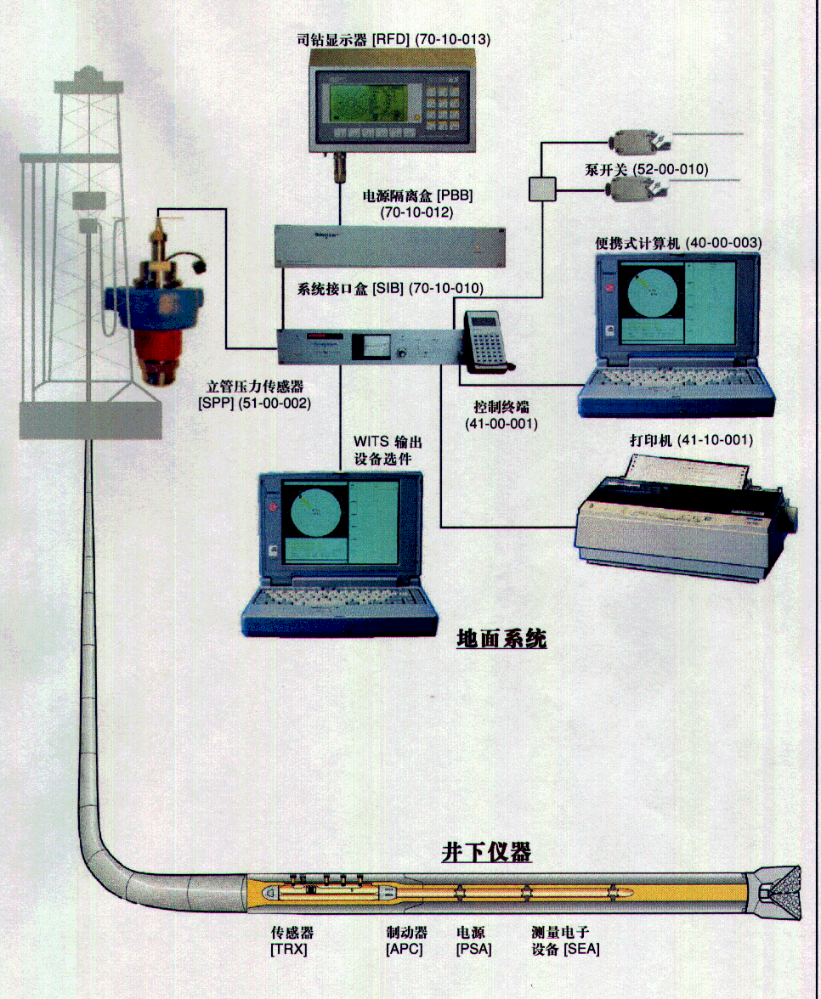 司钻显示器 [RFD] (70-10-013)
泵开关 (52-00-010)
电源隔离盒 [PBB]
(70-10-012)
便携式计算机 (40-00-003)
系统接口盒 [SIB] (70-10-010)
立管压力传感器
[SPP] (51-00-002)
控制终端
(41-00-001)
WITS 输出
设备选件
打印机 (41-10-001)
地面系统
井下仪器
传感器
[TRX]
制动器
[APC]
电源
[PSA]
测量电子
设备 [SEA]